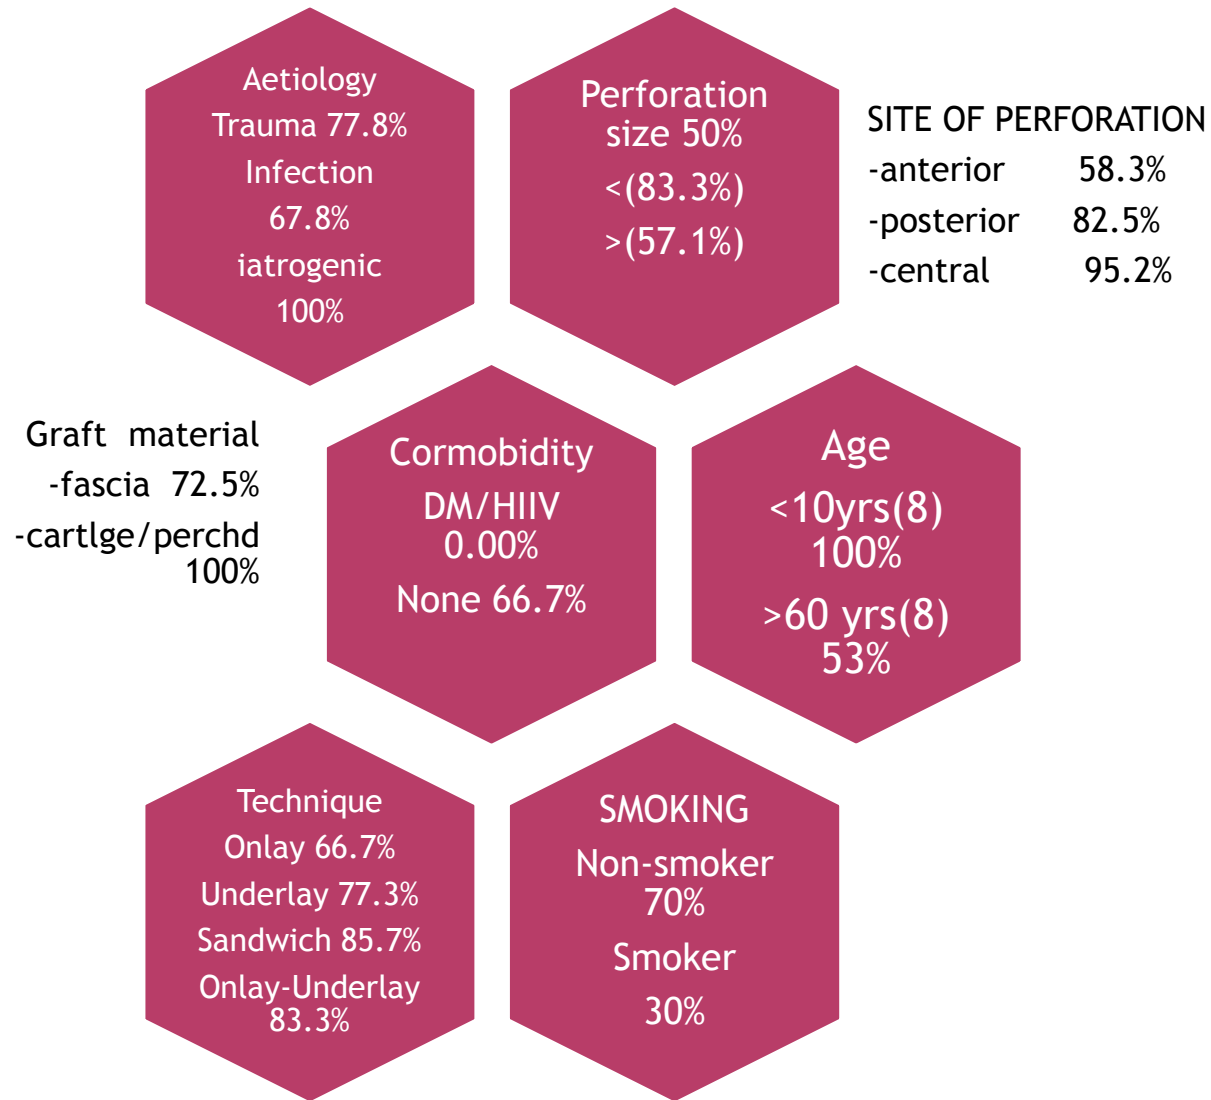 Aetiology
Trauma 77.8%
Infection
67.8%
iatrogenic
100%
Perforation
size 50%
<(83.3%)
>(57.1%)
SITE OF PERFORATION
-anterior 58.3%
-posterior 82.5%
-central 95.2%
Graft material
-fascia 72.5%
-cartlge/perchd
100%
Cormobidity
DM/HIIV
0.00%
None 66.7%
Age
<10yrs(8)
100%
>60 yrs(8)
53%
Technique
Onlay 66.7%
Underlay 77.3%
Sandwich 85.7%
Onlay-Underlay
83.3%
SMOKING
Non-smoker
70%
Smoker
30%